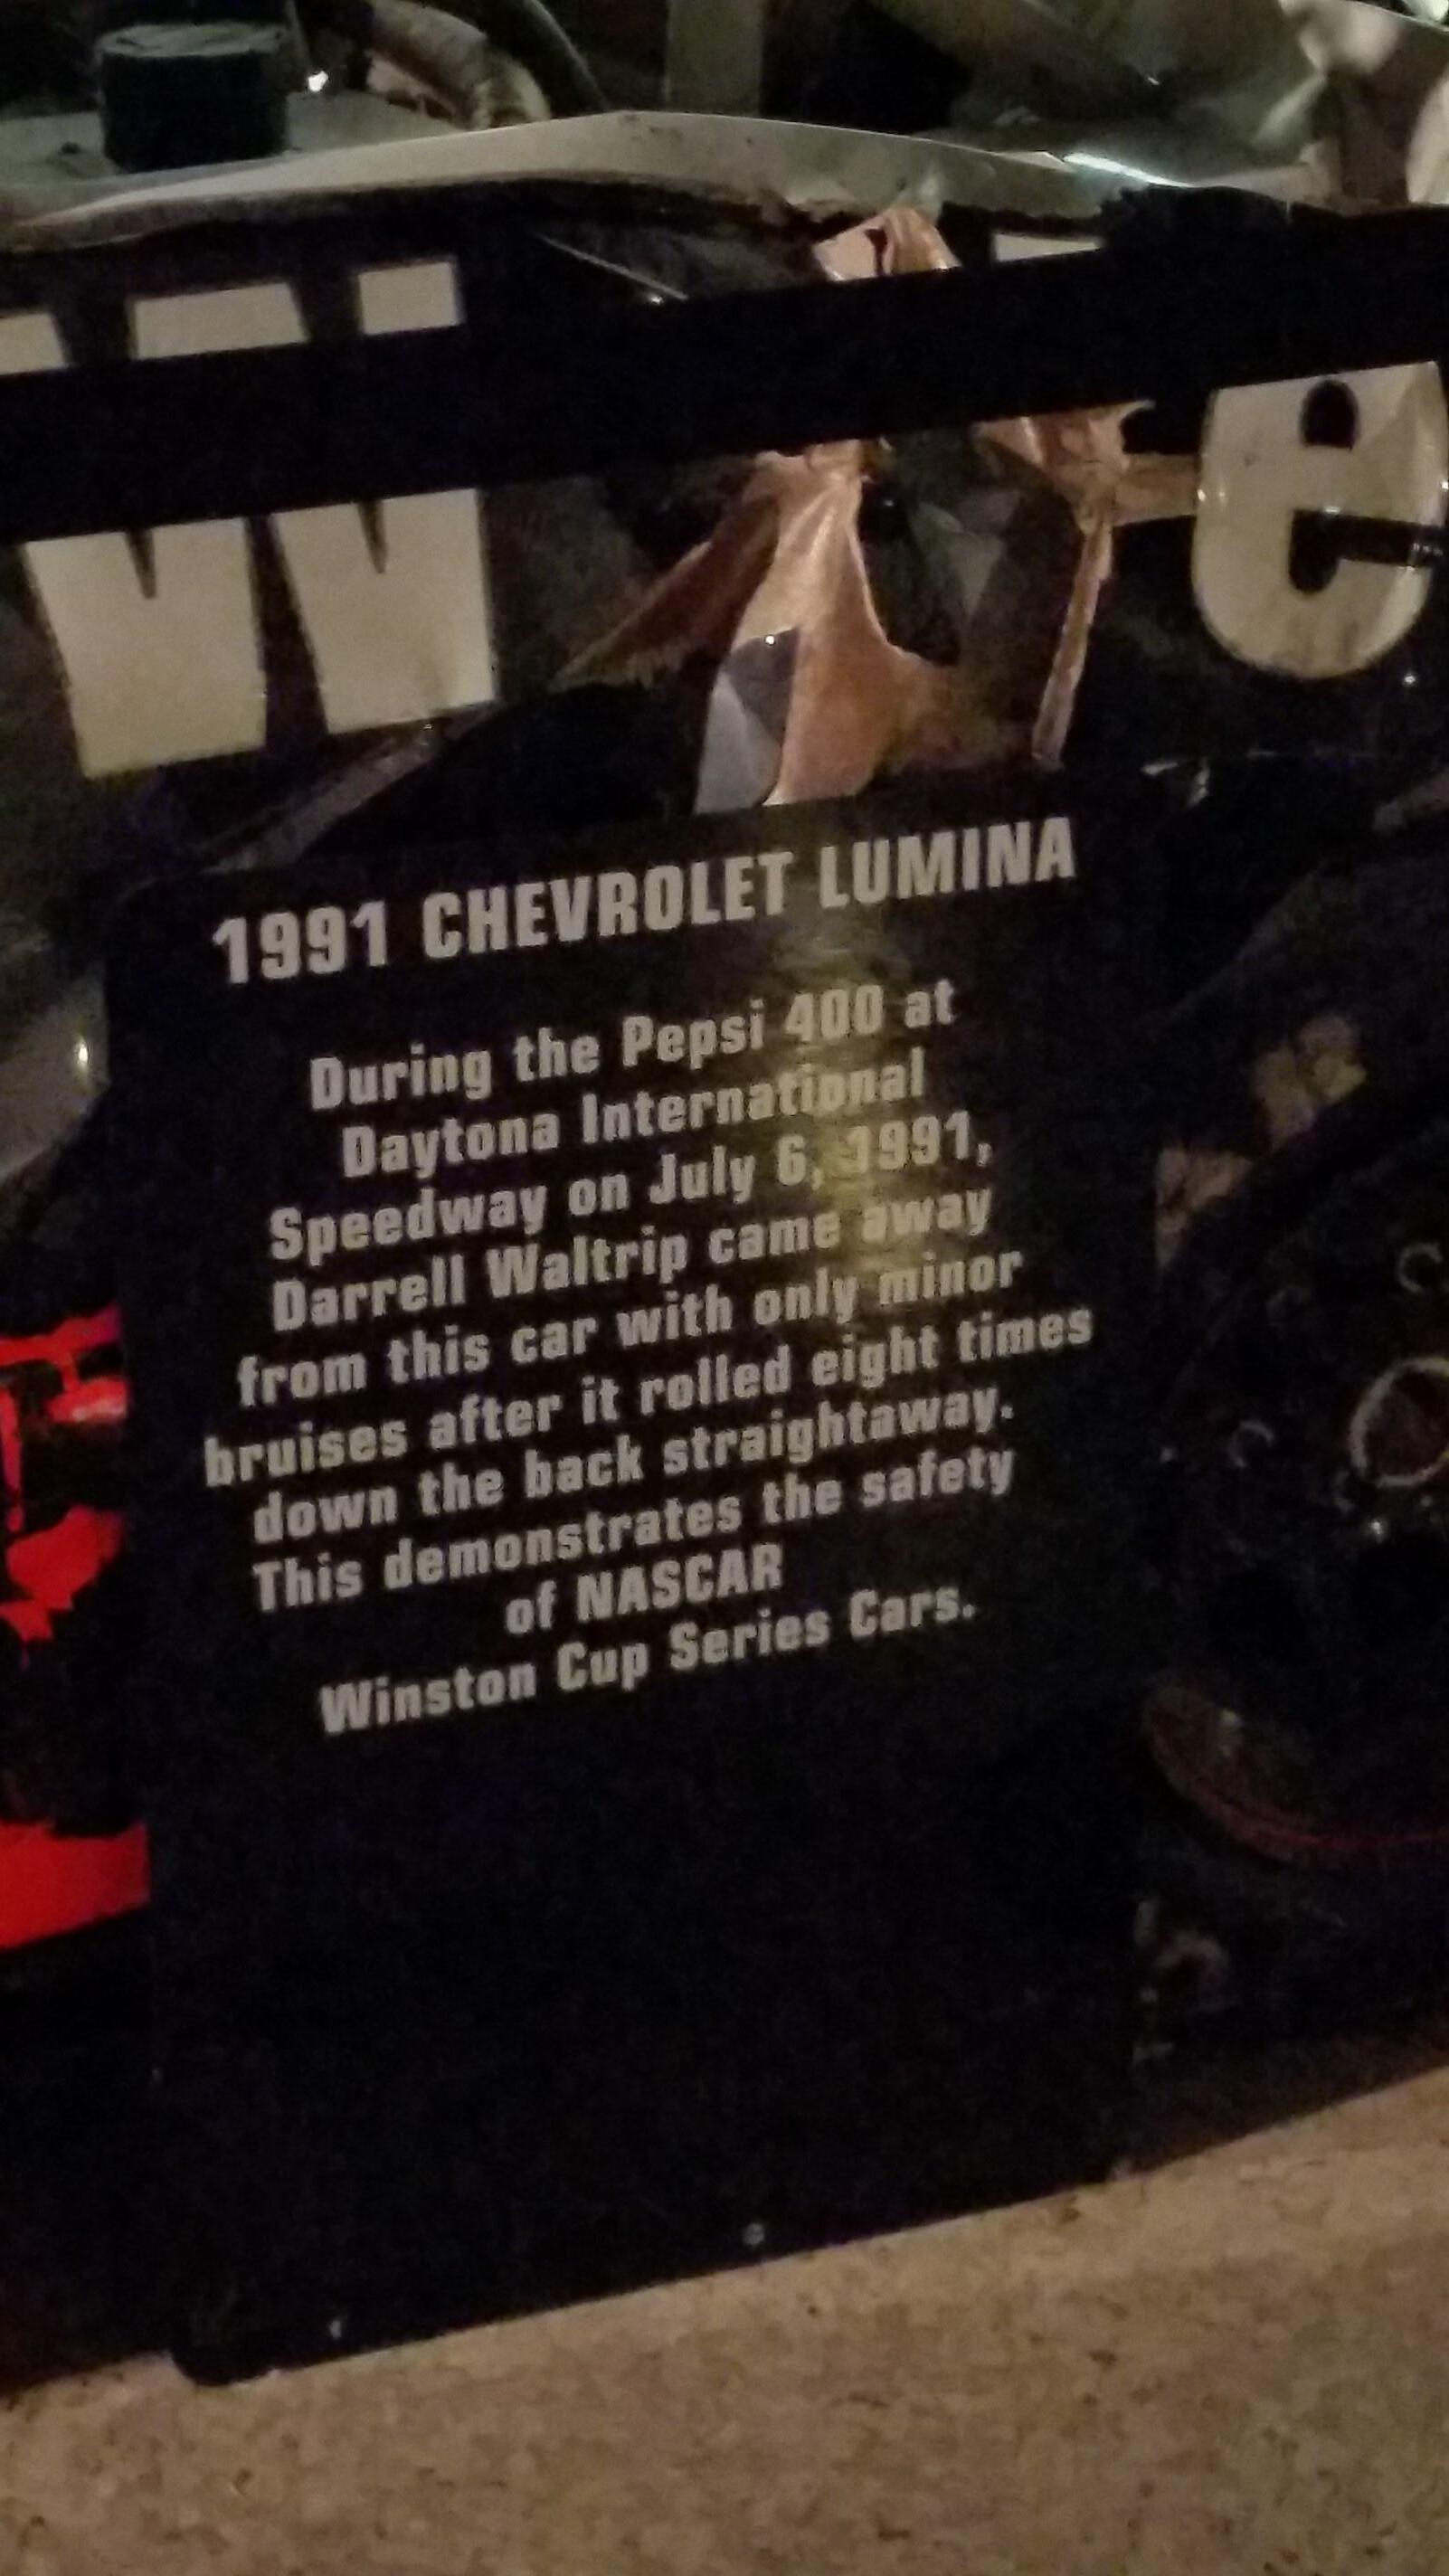 W e
1991 CHEVROLET LUMINA
During the Pepsi 400 at
Daytona International
Speedway on July 6, 1991,
Darrell Waltrip came away
from this car with only minor
bruises after it rolled eight times
down the back straightaway.
This demonstrates the safety
of NASCAR
Winston Cup Series Cars.